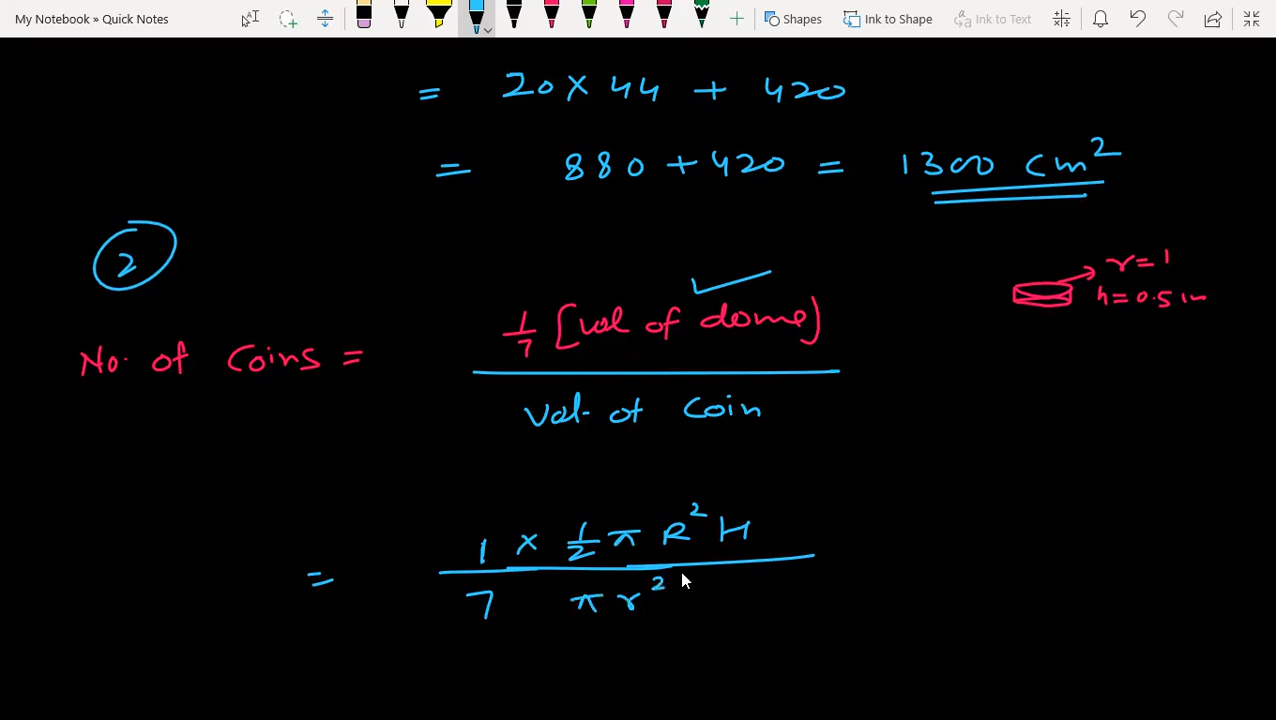 My Notebook » Quick Notes
Shapes
Ink to Shape
Ink to Text
= 20 × 44 + 420
= 880 + 420 = 1300 cm²
2
r = 1
h = 0.5 in
No. of Coins = 1/7 [vol of dome] / Vol. of Coin
= 1 × 1/2 π R² H / 7 π r²